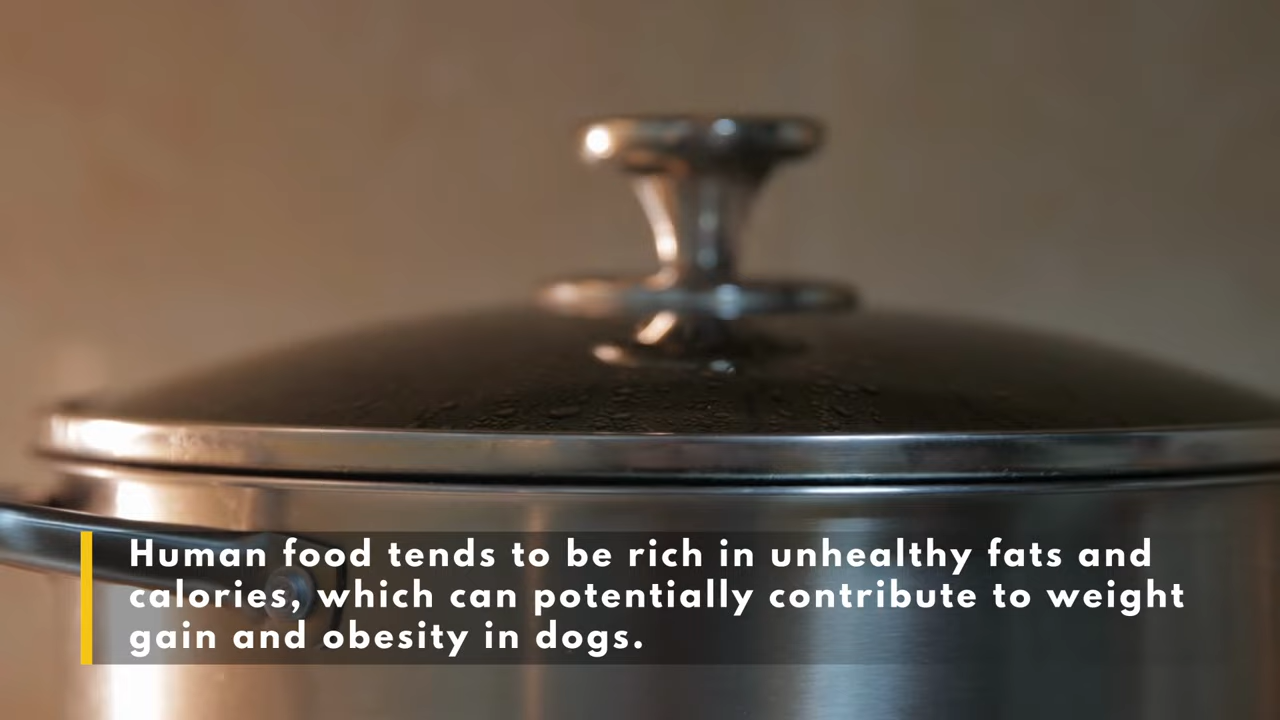 Human food tends to be rich in unhealthy fats and
calories, which can potentially contribute to weight
gain and obesity in dogs.